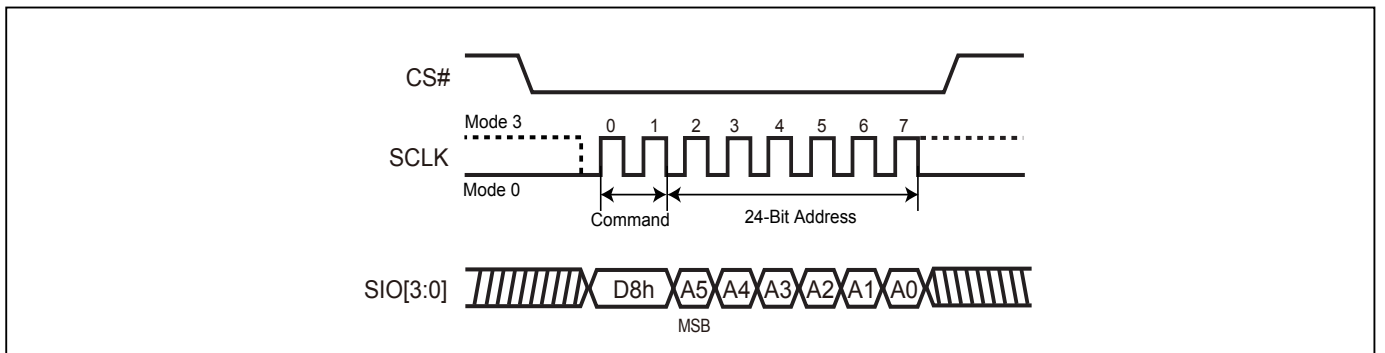 CS#
Mode 3
0 1 2 3 4 5 6 7
SCLK
Mode 0
Command
24-Bit Address
SIO[3:0]
D8h A5 A4 A3 A2 A1 A0
MSB